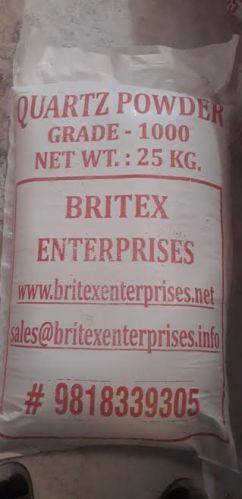 QUARTZ POWDER
GRADE - 1000
NET WT. : 25 KG.
BRITEX
ENTERPRISES
www.britexenterprises.net
sales@britexenterprises.info
# 9818339305